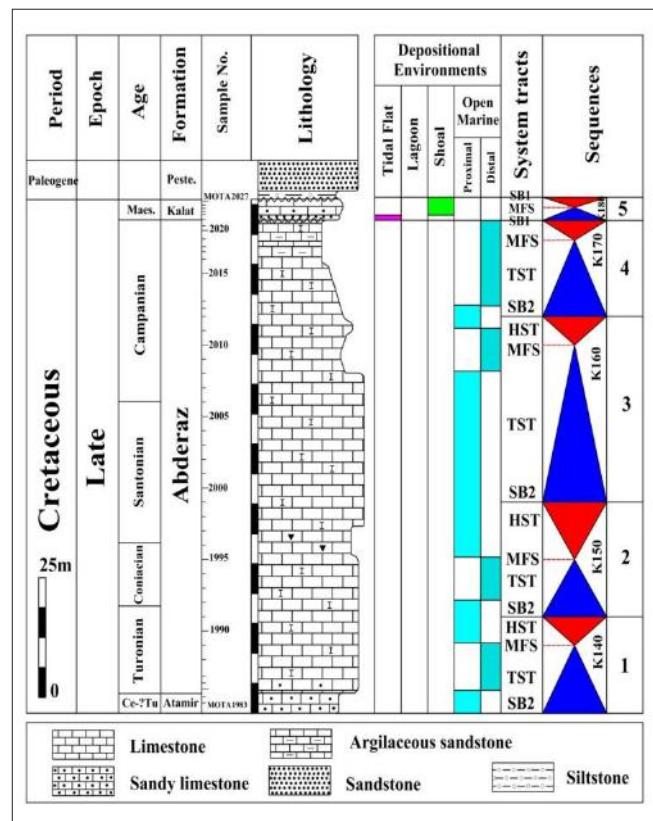 Period
Epoch
Age
Formation
Sample No.
Lithology
Depositional
Environments
Tidal Flat
Lagoon
Shoal
Open
Marine
Proximal
Distal
System tracts
Sequences
Paleogene
Peste.
MOTA2027
Cretaceous
Late
Maes.
Kalat
Campanian
Santonian
Coniacian
Turonian
Ce-?Tu
Abderaz
Atamir
2020
2015
2010
2005
2000
1995
1990
MOTA1983
25m
0
SB1
MFS
SB1
MFS
TST
SB2
HST
MFS
TST
SB2
HST
MFS
TST
SB2
HST
MFS
TST
SB2
K180
5
K170
4
K160
3
K150
2
K140
1
Limestone
Argilaceous sandstone
Sandy limestone
Sandstone
Siltstone